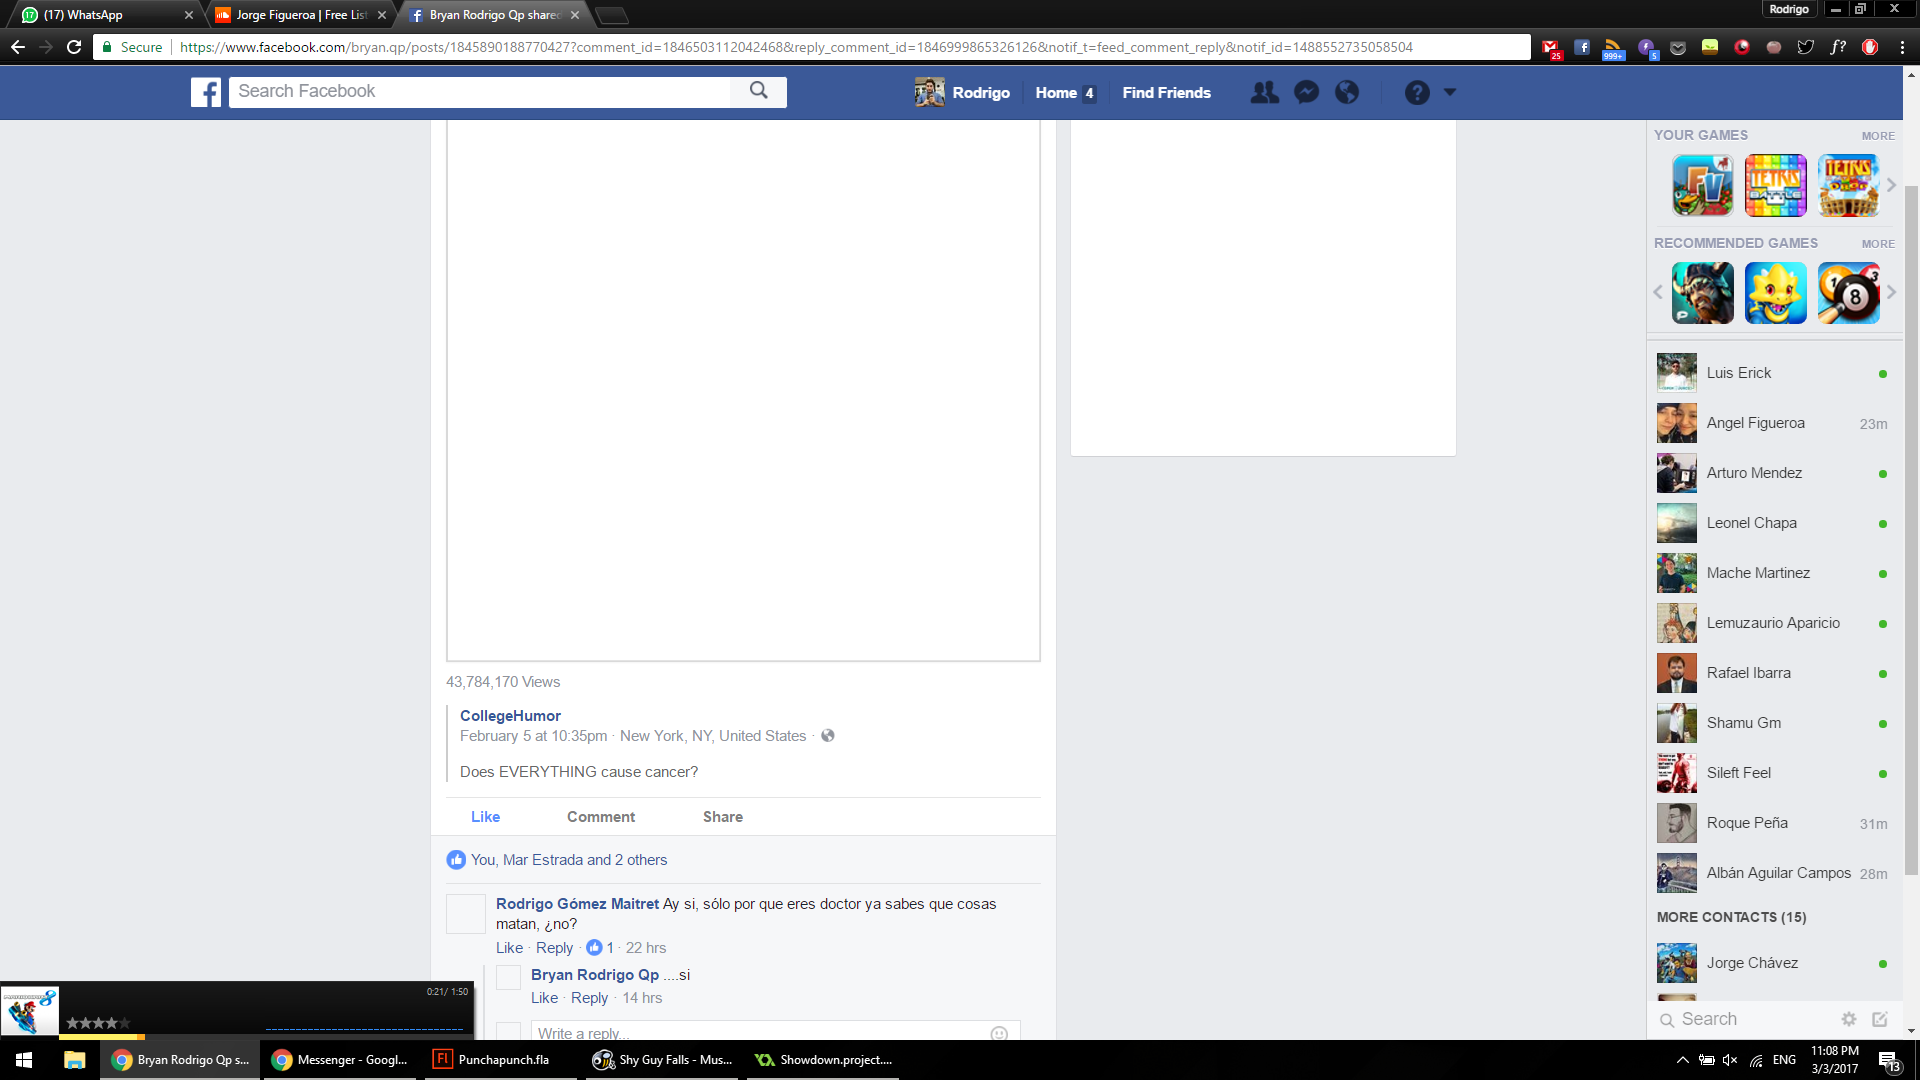 (17) WhatsApp
Jorge Figueroa | Free List
Bryan Rodrigo Qp shared
Rodrigo
Secure
https://www.facebook.com/bryan.qp/posts/1845890188770427?comment_id=1846503112042468&reply_comment_id=1846999865326126&notif_t=feed_comment_reply&notif_id=1488552735058504
25
999+
5
f?
Search Facebook
Rodrigo
Home 4
Find Friends
YOUR GAMES
MORE
TETRIS BATTLE
TETRIS
RECOMMENDED GAMES
MORE
Luis Erick
Angel Figueroa 23m
Arturo Mendez
Leonel Chapa
Mache Martinez
Lemuzaurio Aparicio
Rafael Ibarra
Shamu Gm
Sileft Feel
Roque Peña 31m
Albán Aguilar Campos 28m
MORE CONTACTS (15)
Jorge Chávez
Search
43,784,170 Views
CollegeHumor
February 5 at 10:35pm · New York, NY, United States ·
Does EVERYTHING cause cancer?
Like Comment Share
You, Mar Estrada and 2 others
Rodrigo Gómez Maitret Ay si, sólo por que eres doctor ya sabes que cosas
matan, ¿no?
Like · Reply · 1 · 22 hrs
Bryan Rodrigo Qp ....si
Like · Reply · 14 hrs
Write a reply...
0:21/ 1:50
Bryan Rodrigo Qp s...
Messenger - Googl...
Punchapunch.fla
Shy Guy Falls - Mus...
Showdown.project....
ENG
11:08 PM
3/3/2017
13